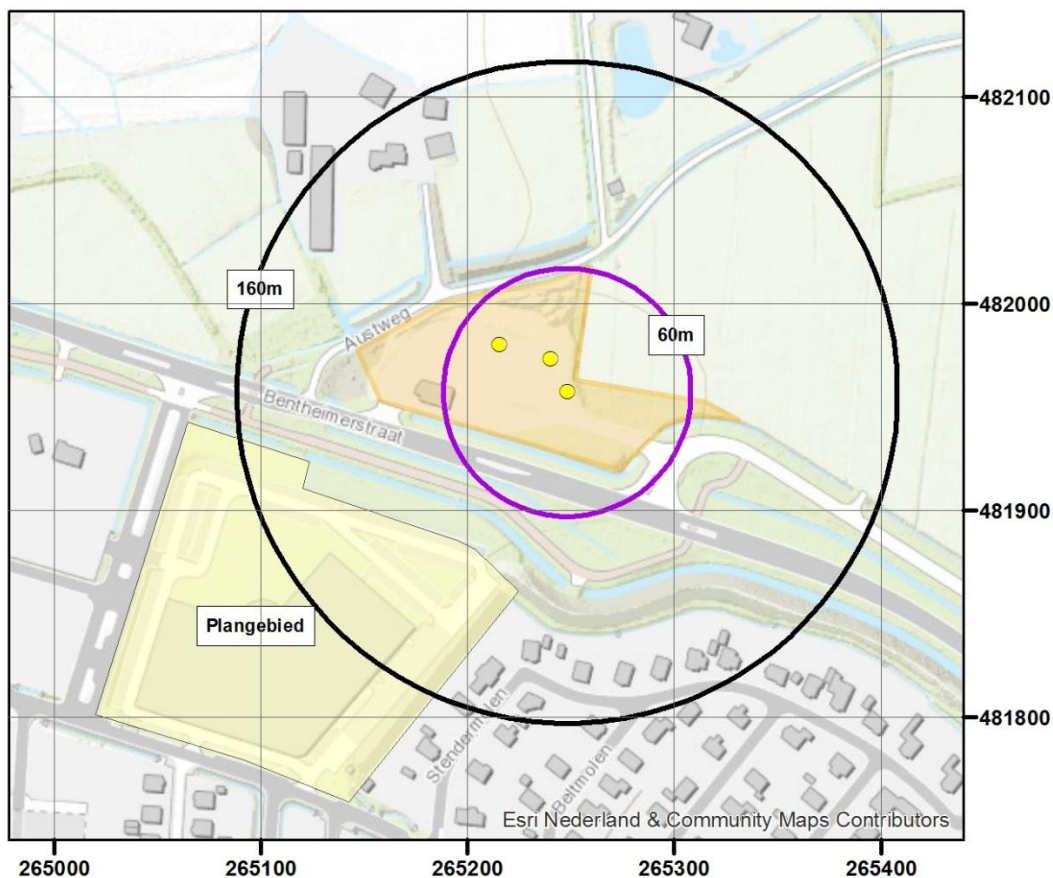 482100
160m
482000
Austweg
60m
Bentheimerstraat
481900
Plangebied
Stendermolen
Beltmolen
481800
Esri Nederland & Community Maps Contributors
265000 265100 265200 265300 265400